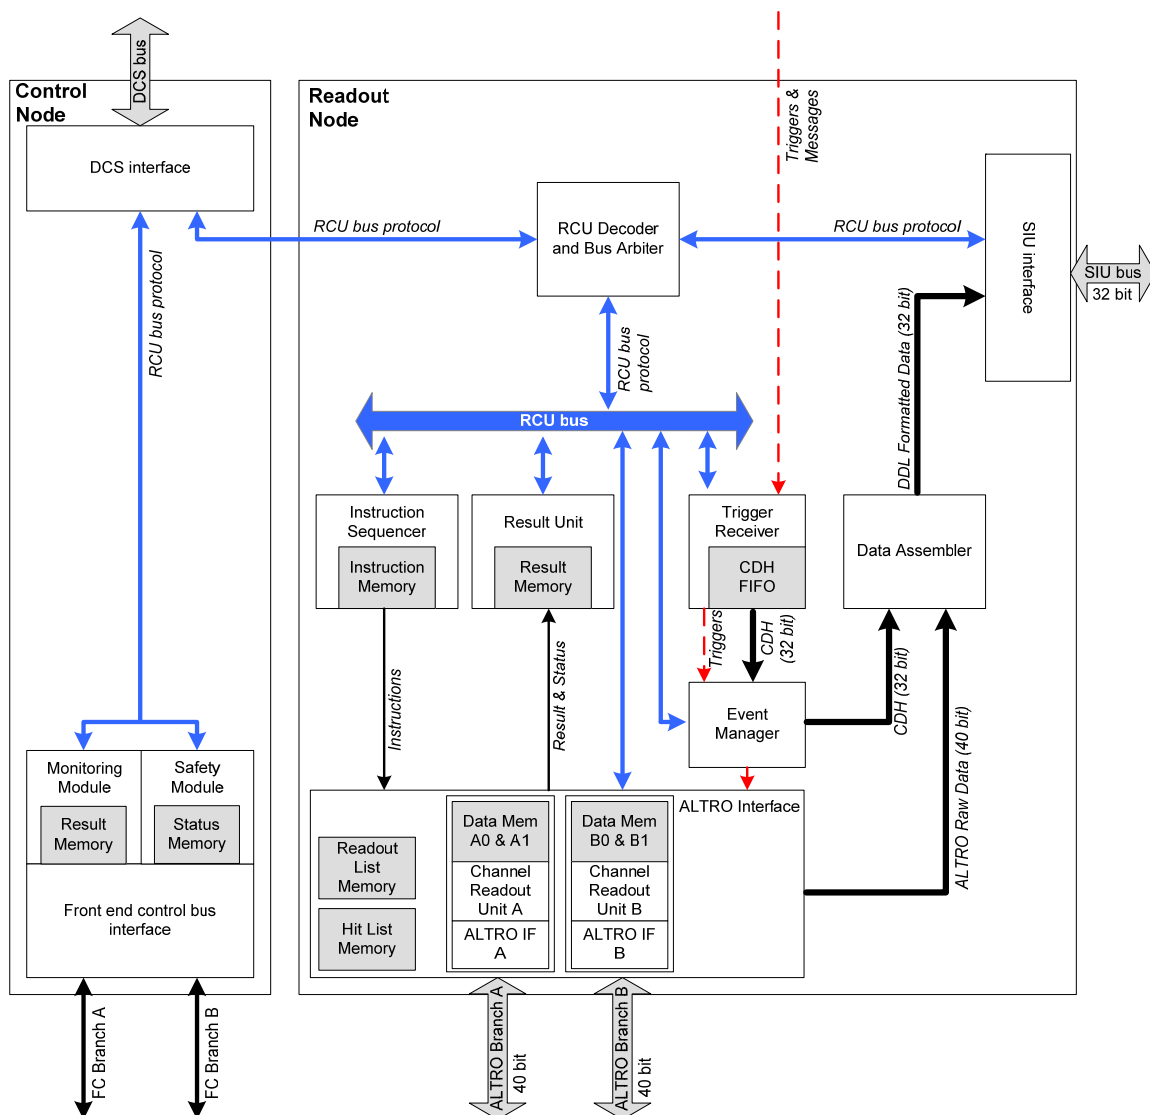 DCS bus
Control
Node
DCS interface
RCU bus protocol
Monitoring
Module
Result
Memory
Safety
Module
Status
Memory
Front end control bus
interface
FC Branch A
FC Branch B
Readout
Node
Triggers &
Messages
RCU bus protocol
RCU Decoder
and Bus Arbiter
RCU bus protocol
SIU interface
SIU bus
32 bit
RCU bus
protocol
RCU bus
DDL Formatted Data (32 bit)
Instruction
Sequencer
Instruction
Memory
Result Unit
Result
Memory
Trigger
Receiver
CDH
FIFO
Data Assembler
Instructions
Result & Status
Triggers
CDH
(32 bit)
Event
Manager
CDH (32 bit)
ALTRO Raw Data (40 bit)
ALTRO Interface
Readout
List
Memory
Hit List
Memory
Data Mem
A0 & A1
Channel
Readout
Unit A
ALTRO IF
A
Data Mem
B0 & B1
Channel
Readout
Unit B
ALTRO IF
B
ALTRO Branch A
40 bit
ALTRO Branch B
40 bit